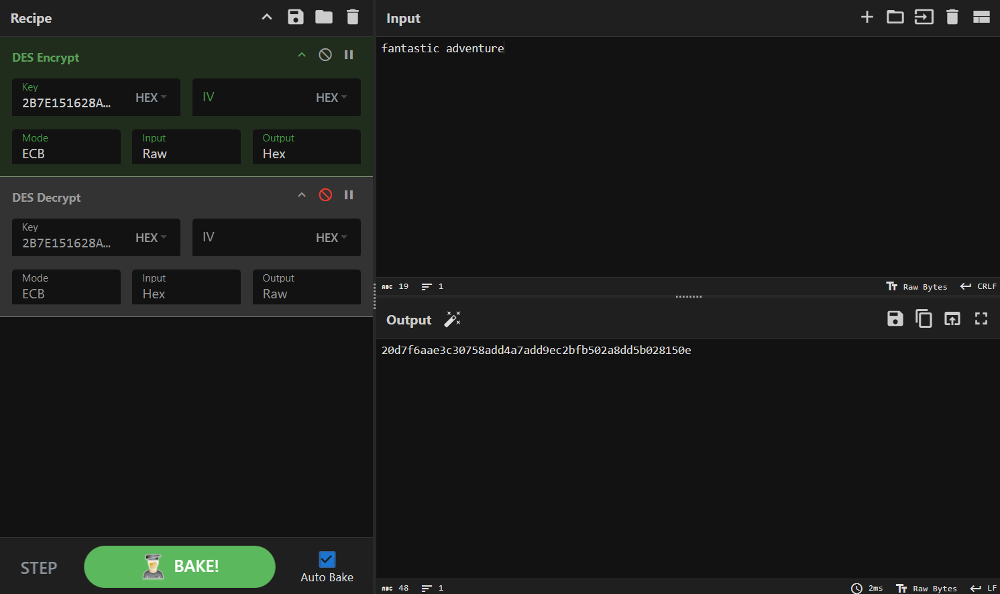 Recipe
DES Encrypt
Key
2B7E151628A...
HEX
IV
HEX
Mode
ECB
Input
Raw
Output
Hex
DES Decrypt
Key
2B7E151628A...
HEX
IV
HEX
Mode
ECB
Input
Hex
Output
Raw
STEP
BAKE!
Auto Bake
Input
fantastic adventure
ABC 19
1
Tт Raw Bytes
CRLF
Output
20d7f6aae3c30758add4a7add9ec2bfb502a8dd5b028150e
ABC 48
1
2ms
Tт Raw Bytes
LF